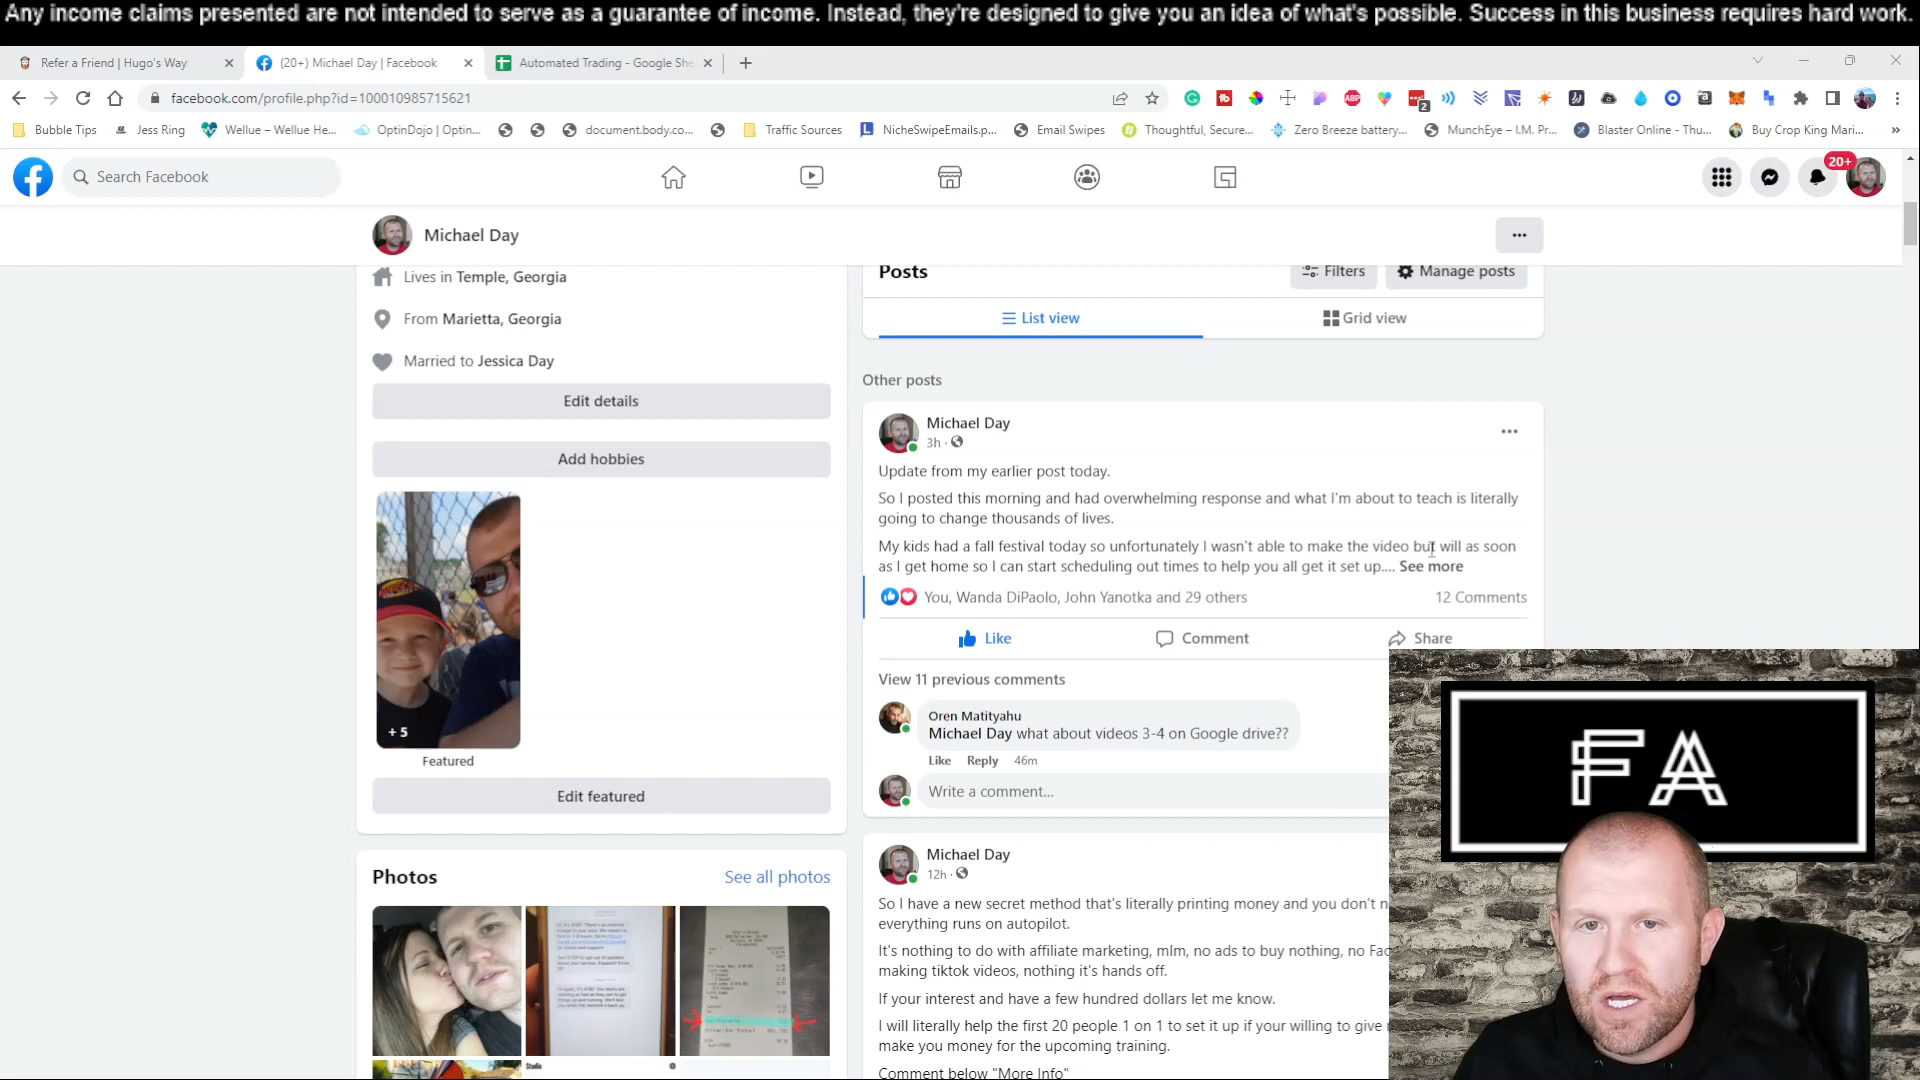 Any income claims presented are not intended to serve as a guarantee of income. Instead, they're designed to give you an idea of what's possible. Success in this business requires hard work.
Refer a Friend | Hugo's Way
(20+) Michael Day | Facebook
Automated Trading - Google She
facebook.com/profile.php?id=100010985715621
Bubble Tips
Jess Ring
Wellue – Wellue He...
OptinDojo | Optin...
document.body.co...
Traffic Sources
NicheSwipeEmails.p...
Email Swipes
Thoughtful, Secure...
Zero Breeze battery...
MunchEye – I.M. Pr...
Blaster Online - Thu...
Buy Crop King Mari...
Search Facebook
20+
Michael Day
Lives in Temple, Georgia
From Marietta, Georgia
Married to Jessica Day
Edit details
Add hobbies
+ 5
Featured
Edit featured
Photos
See all photos
Posts
Filters
Manage posts
List view
Grid view
Other posts
Michael Day
3h ·
Update from my earlier post today.
So I posted this morning and had overwhelming response and what I'm about to teach is literally
going to change thousands of lives.
My kids had a fall festival today so unfortunately I wasn't able to make the video but will as soon
as I get home so I can start scheduling out times to help you all get it set up.... See more
You, Wanda DiPaolo, John Yanotka and 29 others
12 Comments
Like
Comment
Share
View 11 previous comments
Oren Matityahu
Michael Day what about videos 3-4 on Google drive??
Like Reply 46m
Write a comment...
Michael Day
12h ·
So I have a new secret method that's literally printing money and you don't n
everything runs on autopilot.
It's nothing to do with affiliate marketing, mlm, no ads to buy nothing, no Fac
making tiktok videos, nothing it's hands off.
If your interest and have a few hundred dollars let me know.
I will literally help the first 20 people 1 on 1 to set it up if your willing to give
make you money for the upcoming training.
Comment below "More Info"
FA